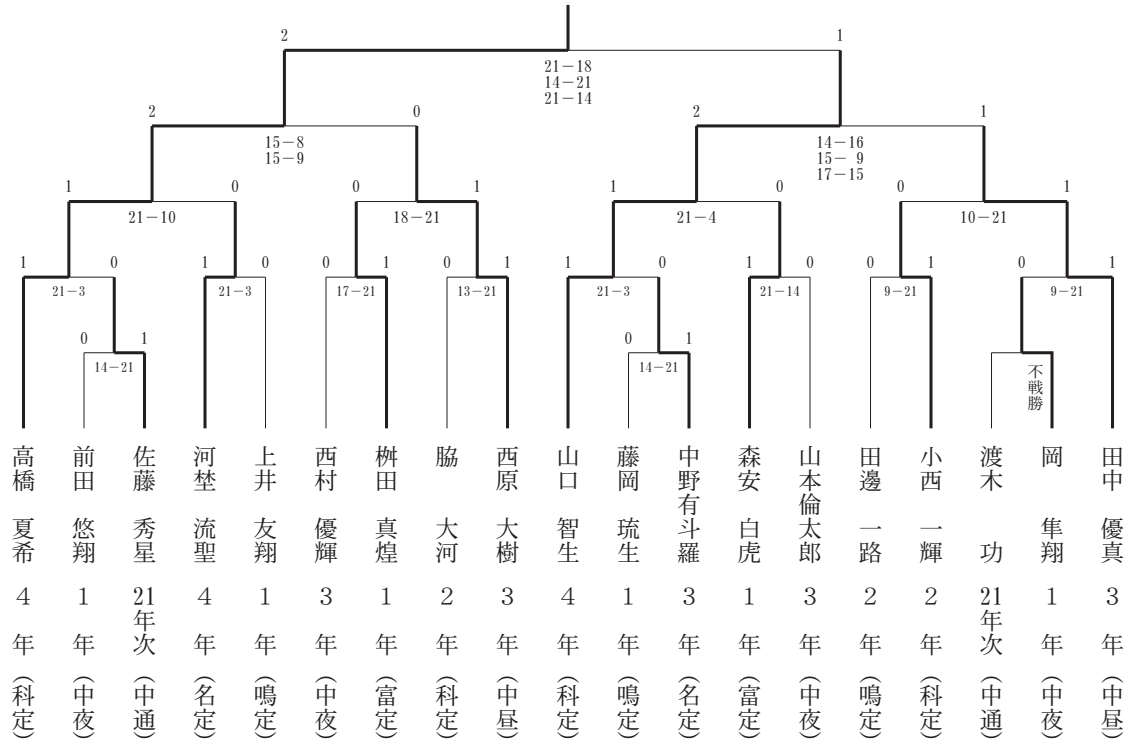 2 1
21−18
14−21
21−14
2 0 2 1
15−8
15−9
14−16
15− 9
17−15
1 0 0 1 1 0 0 1
21−10 18−21 21−4 10−21
1 0 1 0 0 1 0 1 1 0 1 0 0 1 0 1
21−3 21−3 17−21 13−21 21−3 21−14 9−21 9−21
0 1 0 1
14−21 14−21 不戦勝
高橋 夏希 4年 (科定)
前田 悠翔 1年 (中夜)
佐藤 秀星 21年次 (中通)
河埜 流聖 4年 (名定)
上井 友翔 1年 (鳴定)
西村 優輝 3年 (中夜)
桝田 真煌 1年 (富定)
脇 大河 2年 (科定)
西原 大樹 3年 (中昼)
山口 智生 4年 (科定)
藤岡 琉生 1年 (鳴定)
中野有斗羅 3年 (名定)
森安 白虎 1年 (富定)
山本倫太郎 3年 (中夜)
田邊 一路 2年 (鳴定)
小西 一輝 2年 (科定)
渡木 功 21年次 (中通)
岡 隼翔 1年 (中夜)
田中 優真 3年 (中昼)